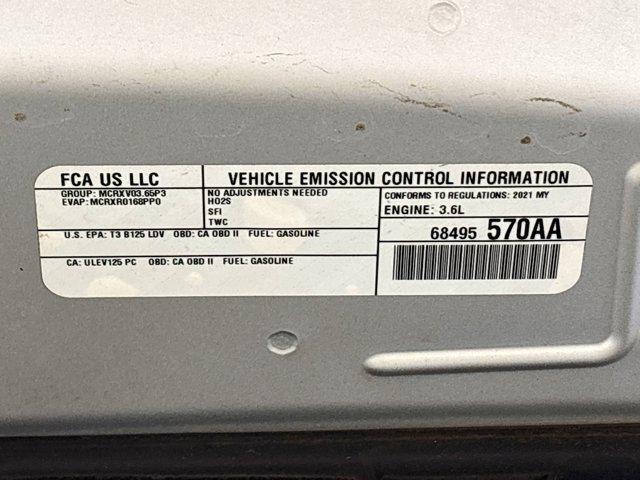 FCA US LLC
GROUP: MCRXV03.65P3
EVAP: MCRXR0168PP0
VEHICLE EMISSION CONTROL INFORMATION
NO ADJUSTMENTS NEEDED
HO2S
SFI
TWC
CONFORMS TO REGULATIONS: 2021 MY
ENGINE: 3.6L
U.S. EPA: T3 B125 LDV OBD: CA OBD II FUEL: GASOLINE
CA: ULEV125 PC OBD: CA OBD II FUEL: GASOLINE
68495 570AA